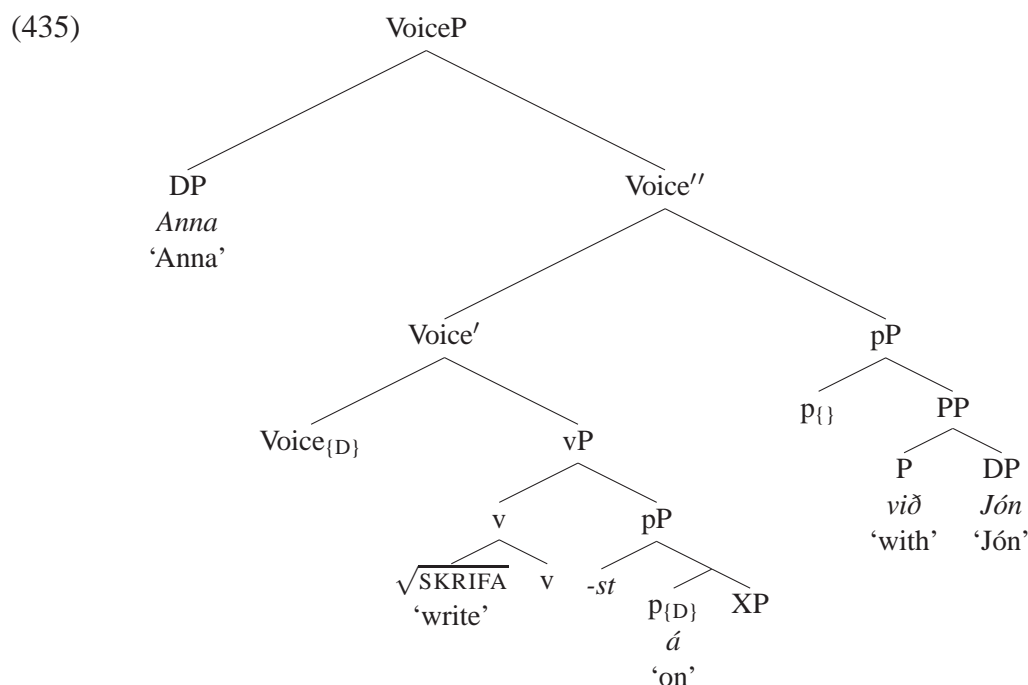 (435)
VoiceP
DP
Anna
‘Anna’
Voice′′
Voice′
pP
Voice{D}
vP
p{}
PP
P
við
‘with’
DP
Jón
‘Jón’
v
pP
√SKRIFA
‘write’
v
-st
p{D}
á
‘on’
XP